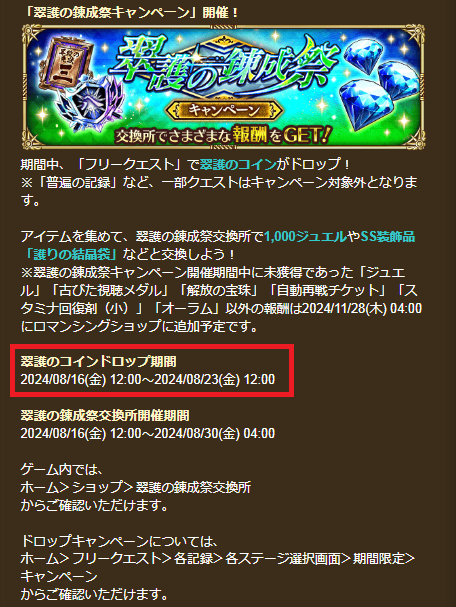 「翠護の錬成祭キャンペーン」開催！
翠護の錬成祭
キャンペーン
交換所でさまざまな報酬をGET!
期間中、「フリークエスト」で翠護のコインがドロップ！
※「普遍の記録」など、一部クエストはキャンペーン対象外となりま
す。
アイテムを集めて、翠護の錬成祭交換所で1,000ジュエルやSS装飾品
「護りの結晶袋」などと交換しよう！
※翠護の錬成祭キャンペーン開催期間中に未獲得であった「ジュエ
ル」「古びた視聴メダル」「解放の宝珠」「自動再戦チケット」「ス
タミナ回復剤（小）」「オーラム」以外の報酬は2024/11/28(木) 04:00
にロマンシングショップに追加予定です。
翠護のコインドロップ期間
2024/08/16(金) 12:00～2024/08/23(金) 12:00
翠護の錬成祭交換所開催期間
2024/08/16(金) 12:00～2024/08/30(金) 04:00
ゲーム内では、
ホーム＞ショップ＞翠護の錬成祭交換所
からご確認いただけます。
ドロップキャンペーンについては、
ホーム＞フリークエスト＞各記録＞各ステージ選択画面＞期間限定＞
キャンペーン
からご確認いただけます。